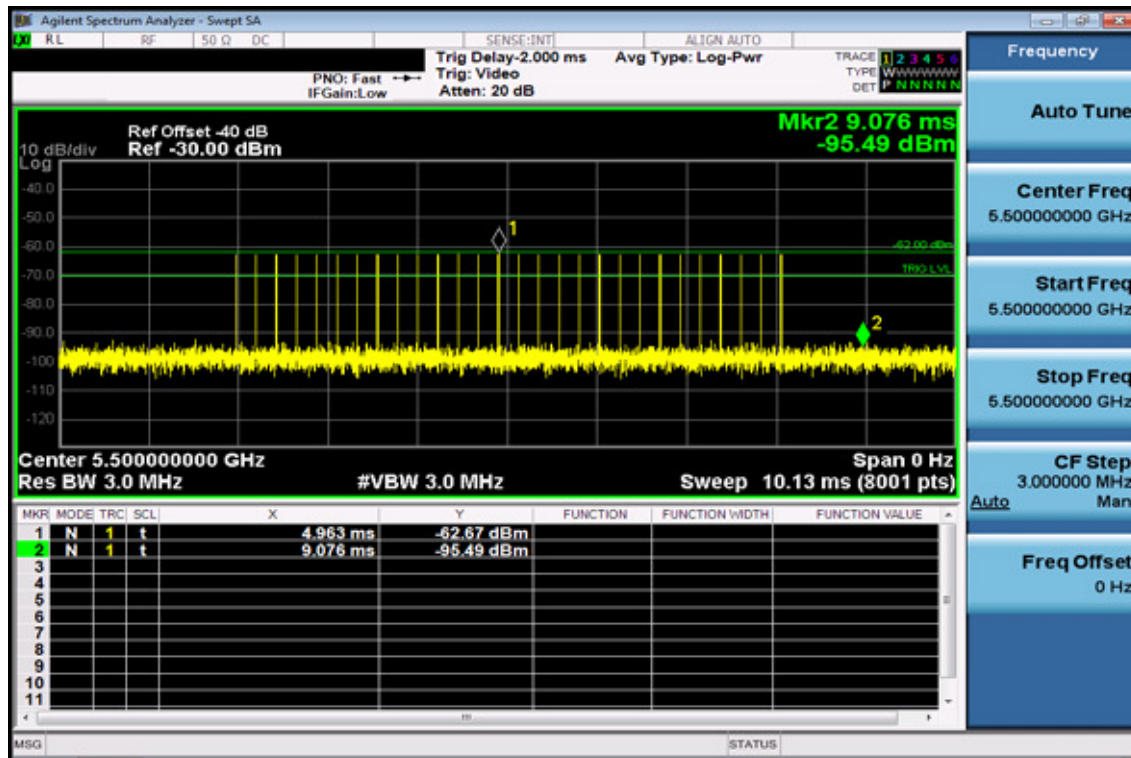 Agilent Spectrum Analyzer - Swept SA
RL RF 50 Ω DC SENSE:INT ALIGN AUTO
Trig Delay-2.000 ms Avg Type: Log-Pwr TRACE 1 2 3 4 5 6
PNO: Fast Trig: Video TYPE WWWWWW
IFGain:Low Atten: 20 dB DET P N N N N N
Mkr2 9.076 ms
-95.49 dBm
Ref Offset -40 dB
10 dB/div Ref -30.00 dBm
Log
-40.0
-50.0
1
-60.0
-62.00 dBm
-70.0
TRIG LVL
-80.0
-90.0
2
-100
-110
-120
Center 5.500000000 GHz Span 0 Hz
Res BW 3.0 MHz #VBW 3.0 MHz Sweep 10.13 ms (8001 pts)
MKR MODE TRC SCL X Y FUNCTION FUNCTION WIDTH FUNCTION VALUE
1 N 1 t 4.963 ms -62.67 dBm
2 N 1 t 9.076 ms -95.49 dBm
3
4
5
6
7
8
9
10
11
MSG STATUS
Frequency
Auto Tune
Center Freq
5.500000000 GHz
Start Freq
5.500000000 GHz
Stop Freq
5.500000000 GHz
CF Step
3.000000 MHz
Auto Man
Freq Offset
0 Hz